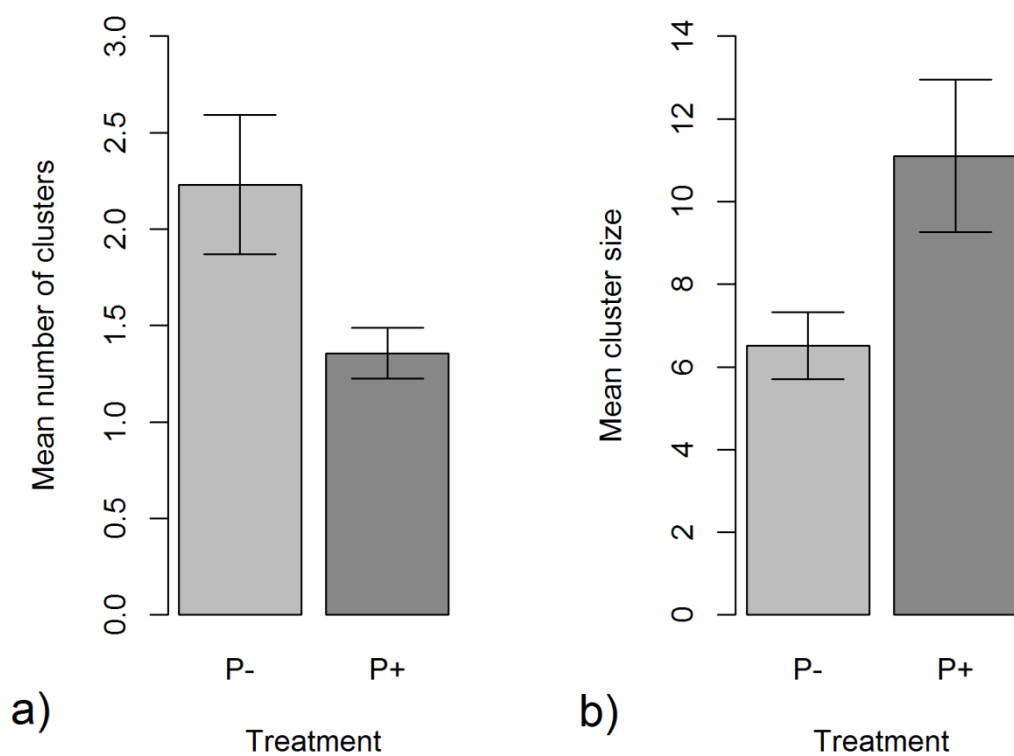 Mean number of clusters
3.0
2.5
2.0
1.5
1.0
0.5
0.0
P-
P+
Treatment
a)
Mean cluster size
14
12
10
8
6
4
2
0
P-
P+
Treatment
b)